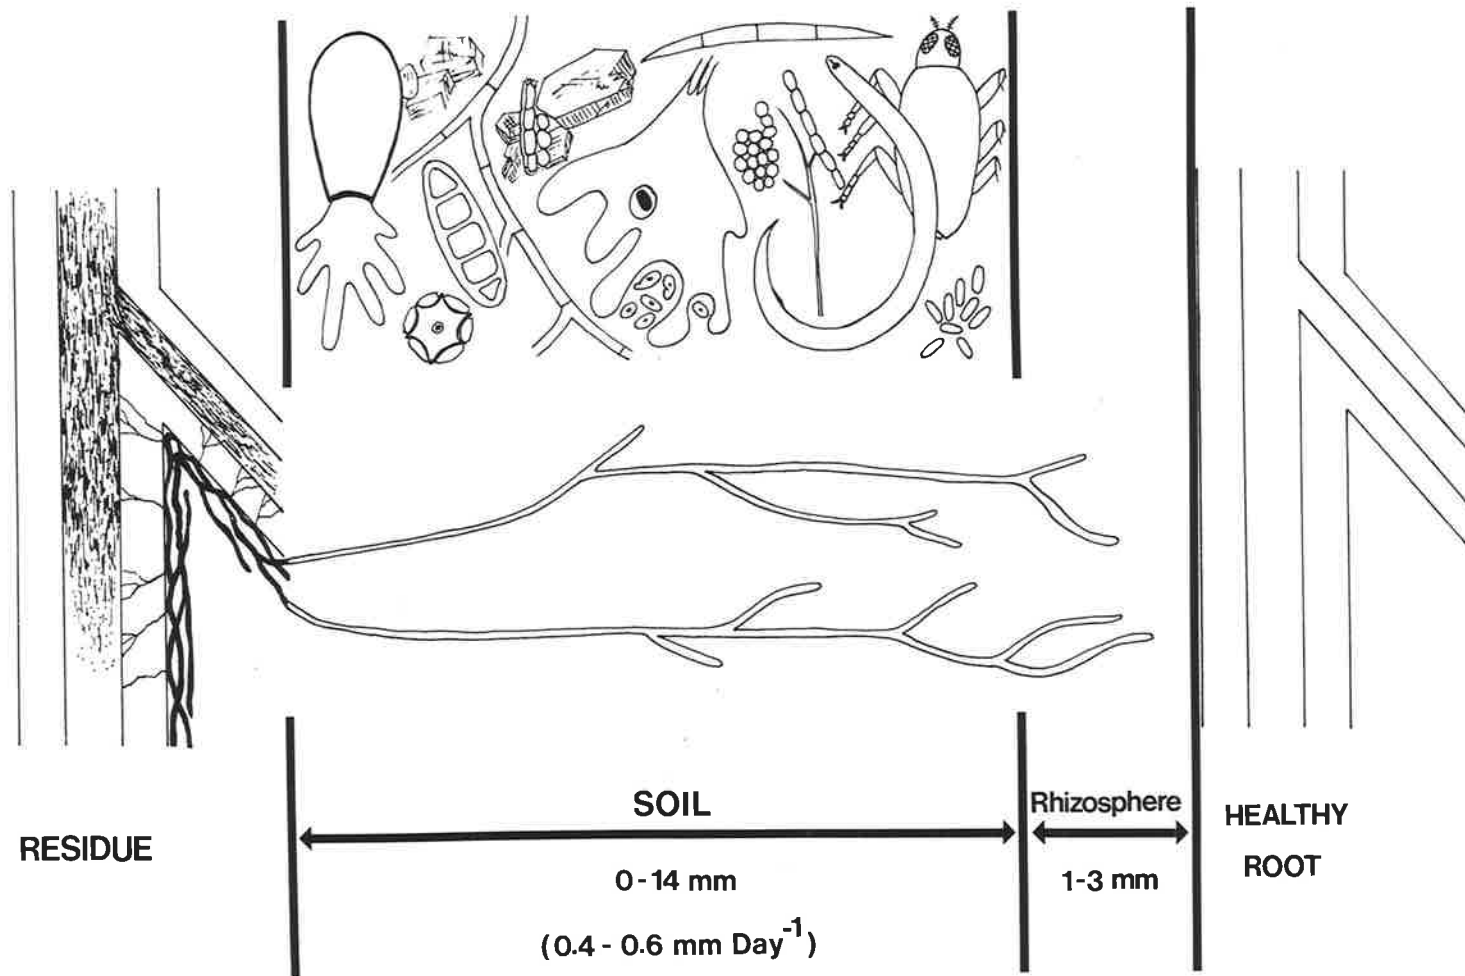 RESIDUE
SOIL
0-14 mm
(0.4 - 0.6 mm Day⁻¹)
Rhizosphere
1-3 mm
HEALTHY
ROOT